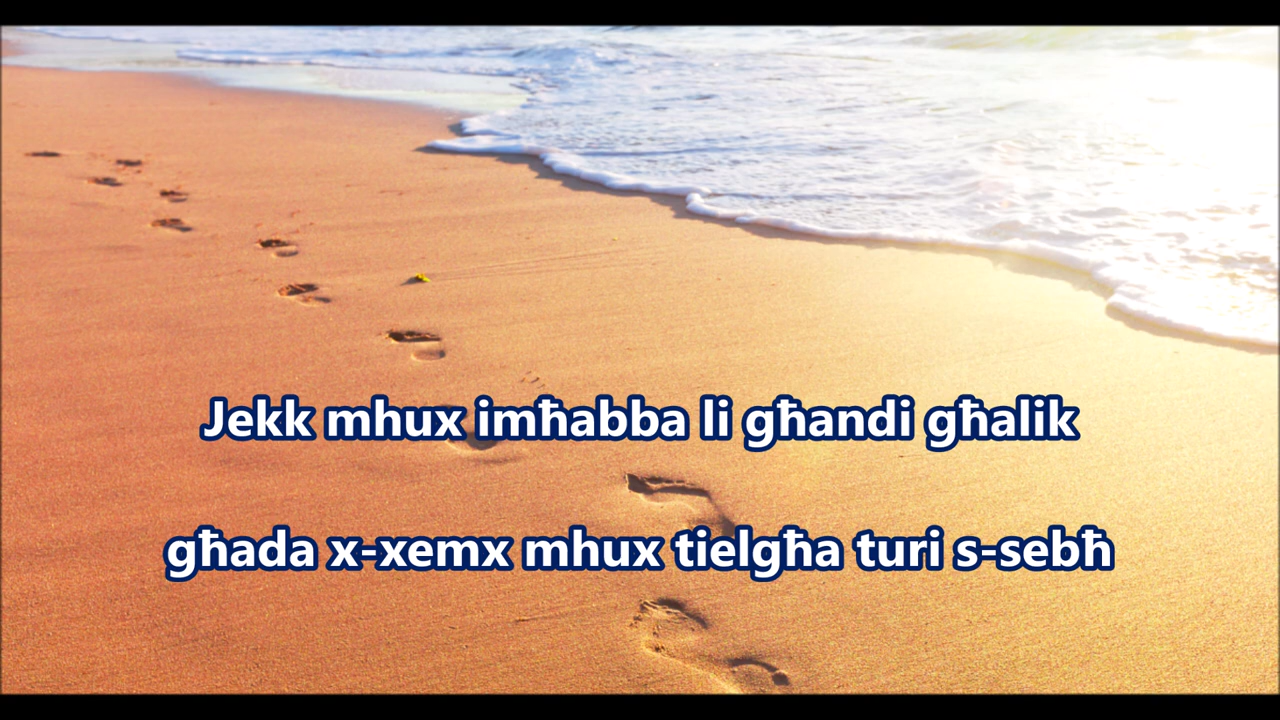 Jekk mhux imħabba li għandi għalik
għada x-xemx mhux tielgħa turi s-sebħ